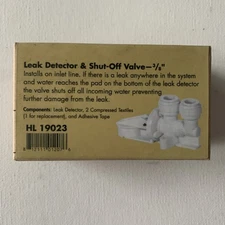 Leak Detector & Shut-Off Valve—³/₈"
Installs on inlet line. If there is a leak anywhere in the system
and water reaches the pad on the bottom of the leak detector
the valve shuts off all incoming water preventing
further damage from the leak.
Components: Leak Detector, 2 Compressed Textiles
(1 for replacement), and Adhesive Tape
HL 19023